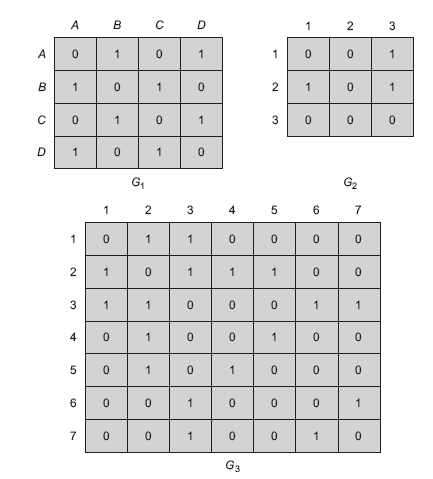 A B C D
A 0 1 0 1
B 1 0 1 0
C 0 1 0 1
D 1 0 1 0
G1
1 2 3
1 0 0 1
2 1 0 1
3 0 0 0
G2
1 2 3 4 5 6 7
1 0 1 1 0 0 0 0
2 1 0 1 1 1 0 0
3 1 1 0 0 0 1 1
4 0 1 0 0 1 0 0
5 0 1 0 1 0 0 0
6 0 0 1 0 0 0 1
7 0 0 1 0 0 1 0
G3